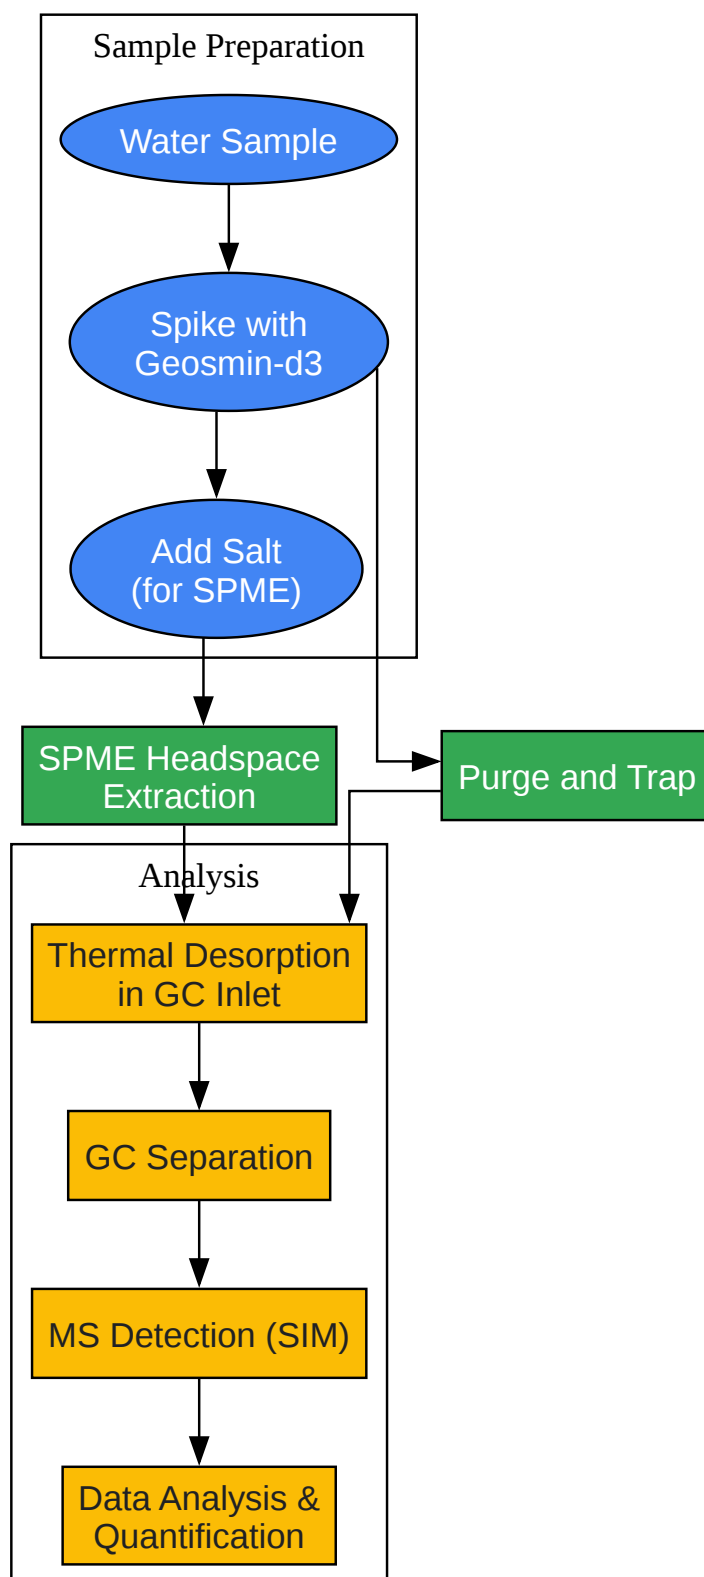 Sample Preparation
Water Sample
Spike with
Geosmin-d3
Add Salt
(for SPME)
SPME Headspace
Extraction
Purge and Trap
Analysis
Thermal Desorption
in GC Inlet
GC Separation
MS Detection (SIM)
Data Analysis &
Quantification